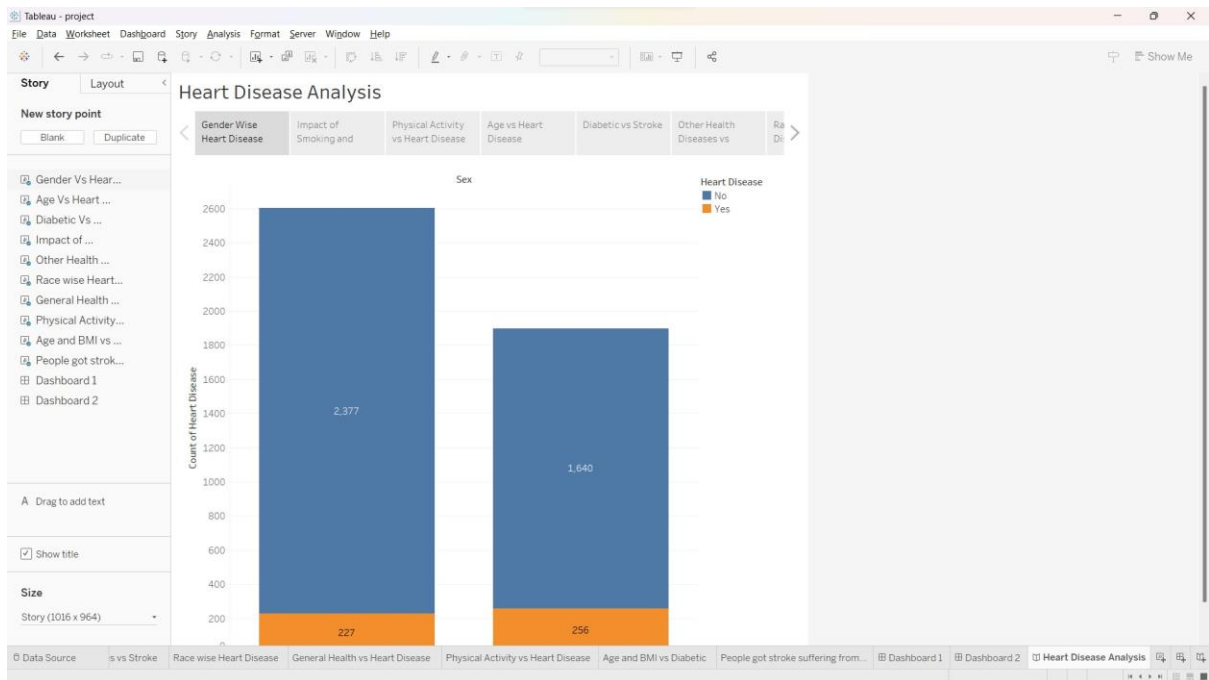 Tableau - project
File Data Worksheet Dashboard Story Analysis Format Server Window Help
Show Me
Story Layout
New story point
Blank Duplicate
Gender Vs Hear...
Age Vs Heart ...
Diabetic Vs ...
Impact of ...
Other Health ...
Race wise Heart...
General Health ...
Physical Activity...
Age and BMI vs ...
People got strok...
Dashboard 1
Dashboard 2
A Drag to add text
Show title
Size
Story (1016 x 964)
Heart Disease Analysis
Gender Wise
Heart Disease
Impact of
Smoking and
Physical Activity
vs Heart Disease
Age vs Heart
Disease
Diabetic vs Stroke
Other Health
Diseases vs
Ra
Di
Sex
Heart Disease
No
Yes
Count of Heart Disease
2600
2400
2200
2000
1800
1600
1400
1200
1000
800
600
400
200
2,377
1,640
227
256
Data Source s vs Stroke Race wise Heart Disease General Health vs Heart Disease Physical Activity vs Heart Disease Age and BMI vs Diabetic People got stroke suffering from... Dashboard 1 Dashboard 2 Heart Disease Analysis